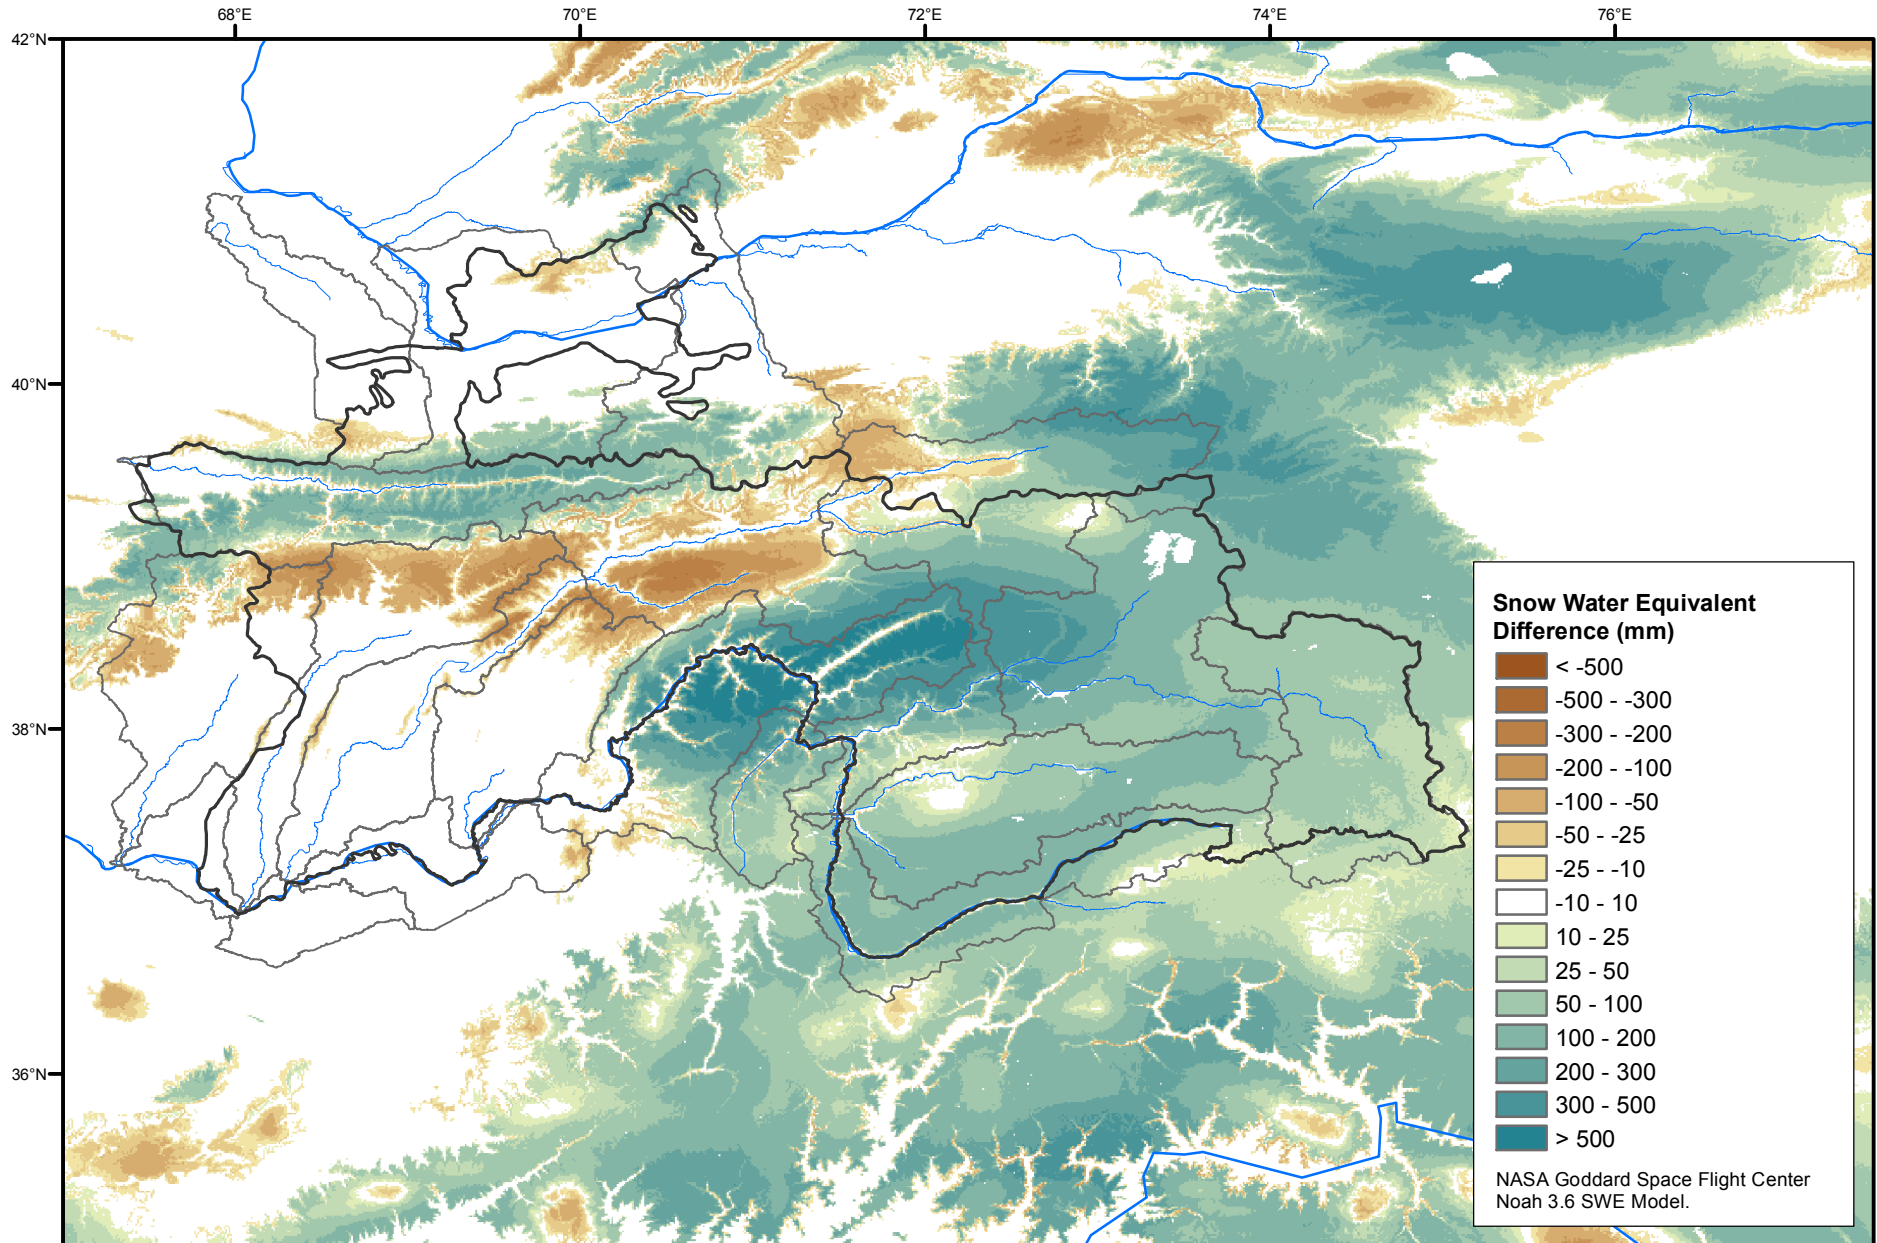 68°E
70°E
72°E
74°E
76°E
42°N
40°N
38°N
36°N
Snow Water Equivalent
Difference (mm)
< -500
-500 - -300
-300 - -200
-200 - -100
-100 - -50
-50 - -25
-25 - -10
-10 - 10
10 - 25
25 - 50
50 - 100
100 - 200
200 - 300
300 - 500
> 500
NASA Goddard Space Flight Center
Noah 3.6 SWE Model.